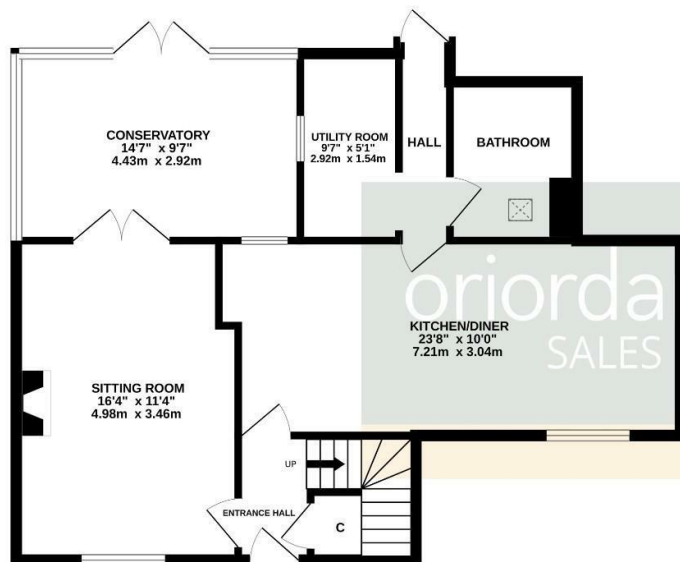 CONSERVATORY
14'7" x 9'7"
4.43m x 2.92m
UTILITY ROOM
9'7" x 5'1"
2.92m x 1.54m
HALL
BATHROOM
oriorda
SALES
KITCHEN/DINER
23'8" x 10'0"
7.21m x 3.04m
SITTING ROOM
16'4" x 11'4"
4.98m x 3.46m
UP
ENTRANCE HALL
C